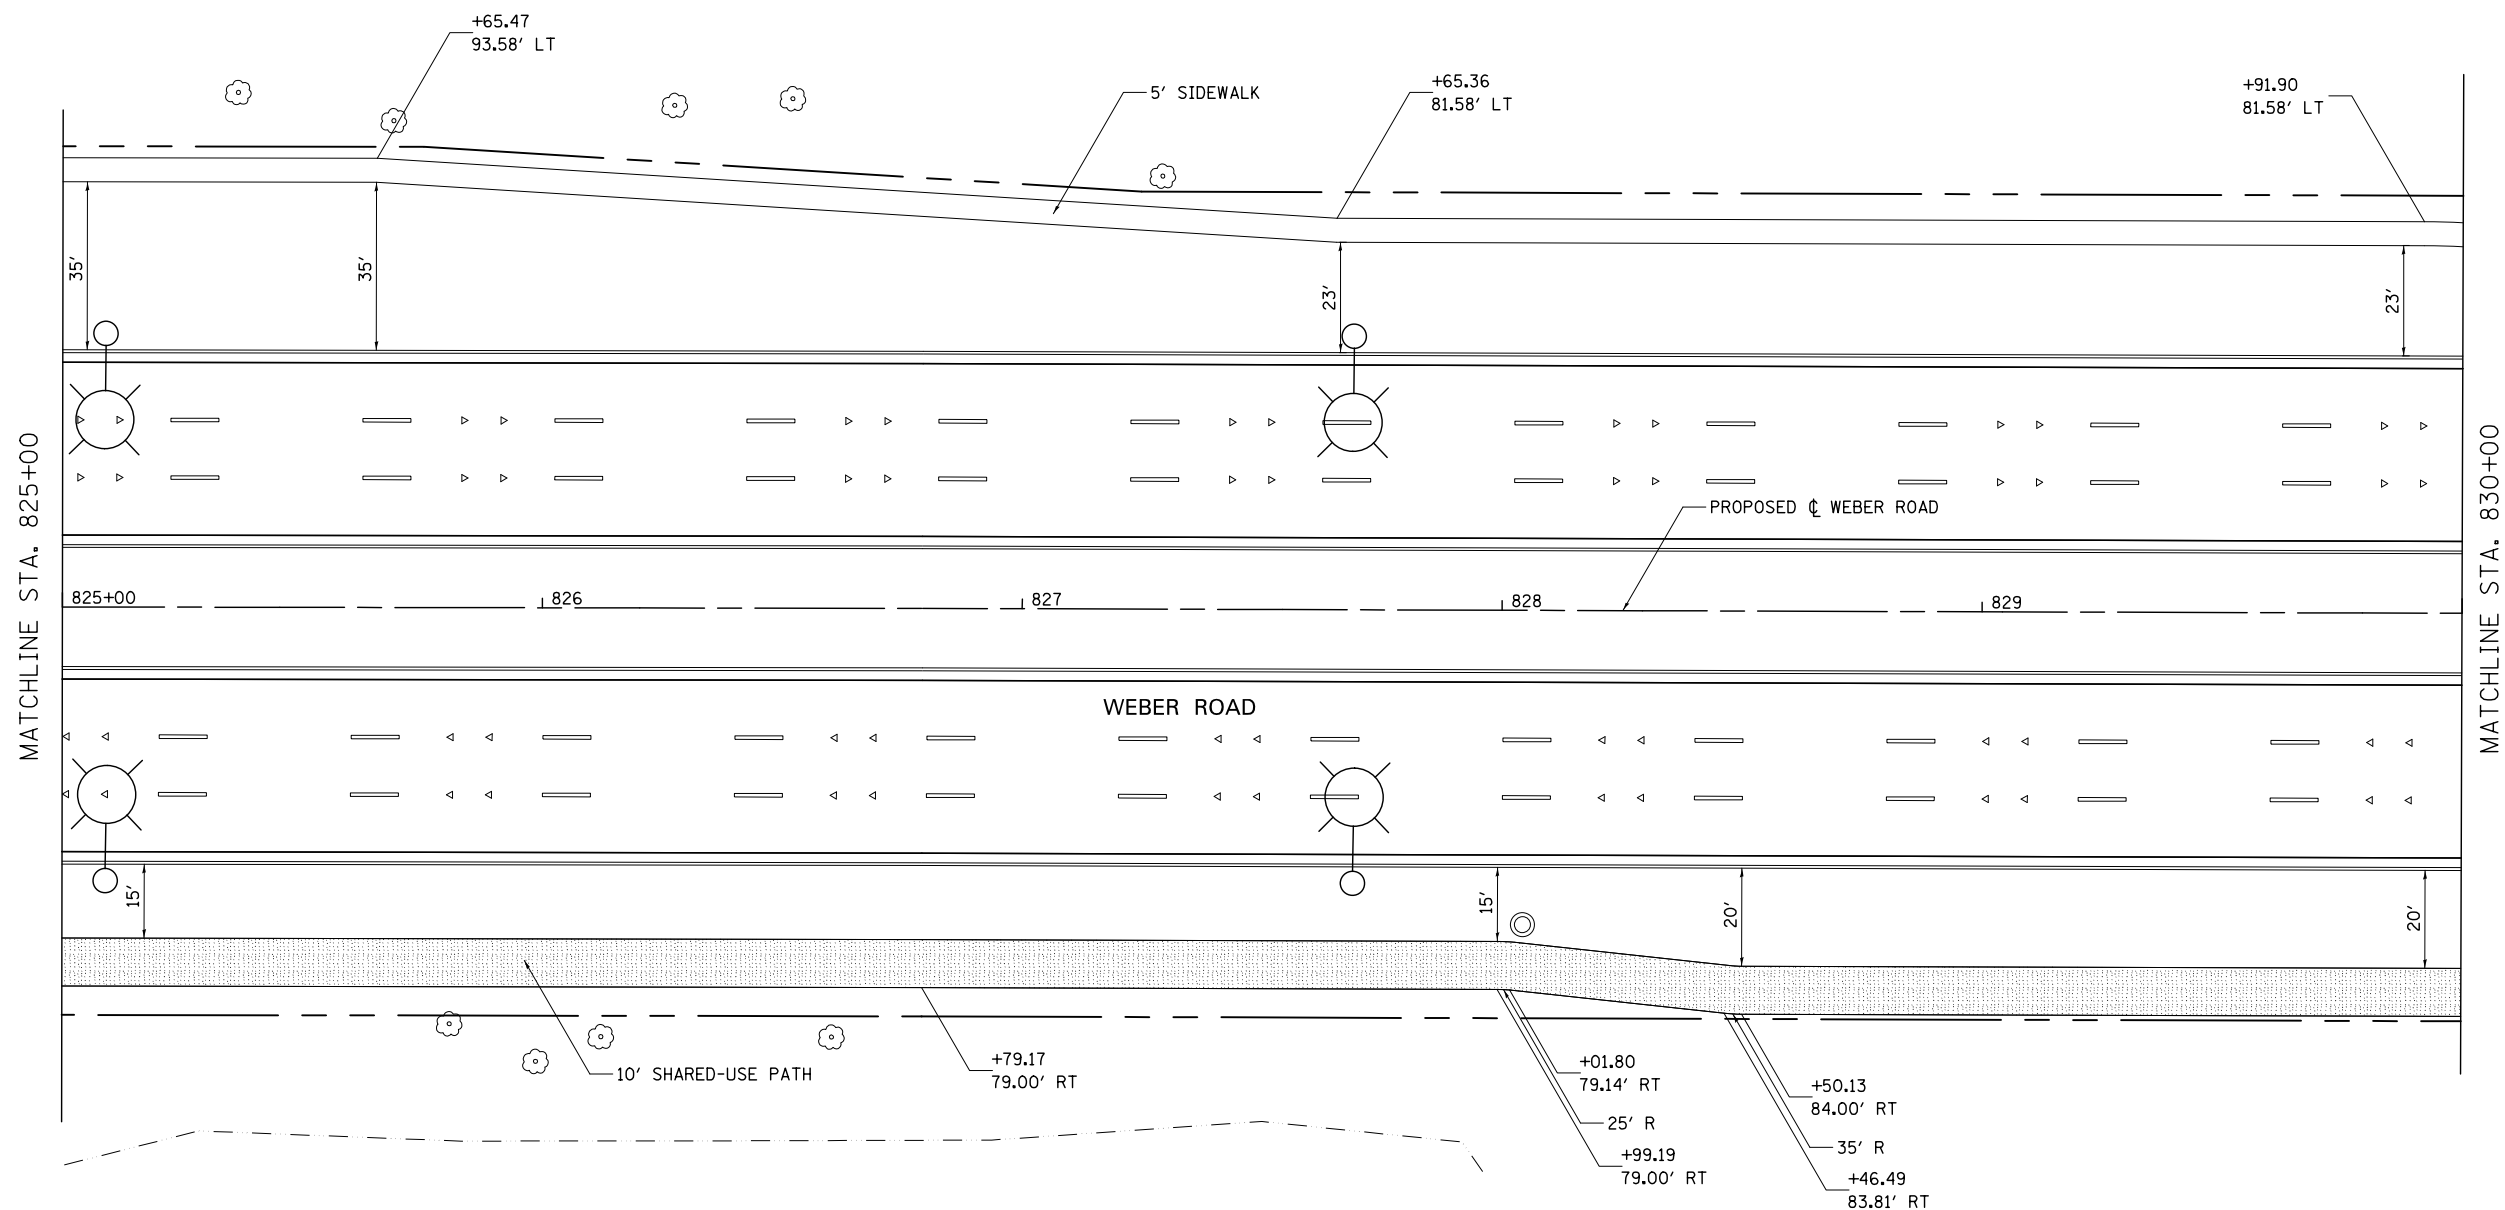 +65.47
93.58' LT
5' SIDEWALK
+65.36
81.58' LT
+91.90
81.58' LT
35'
35'
23'
23'
MATCHLINE STA. 825+00
MATCHLINE STA. 830+00
PROPOSED ℄ WEBER ROAD
825+00
826
827
828
829
WEBER ROAD
15'
15'
20'
20'
10' SHARED-USE PATH
+79.17
79.00' RT
+01.80
79.14' RT
25' R
+99.19
79.00' RT
+50.13
84.00' RT
35' R
+46.49
83.81' RT